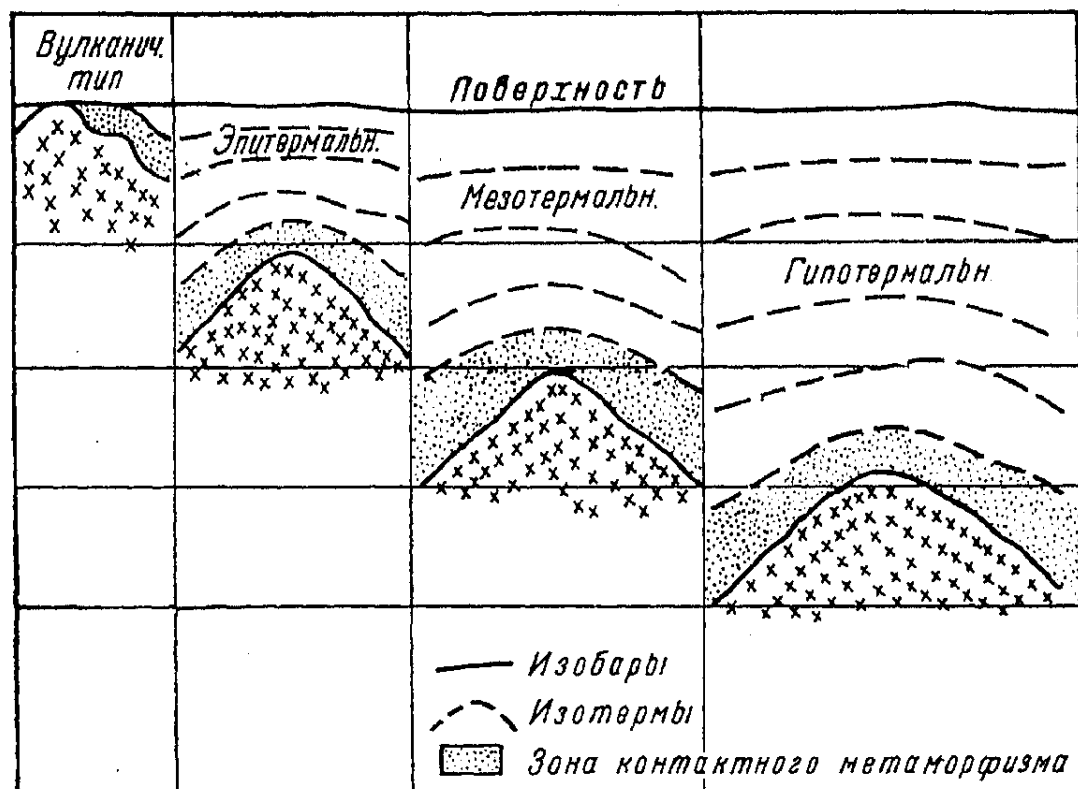 Вулканич.
тип
Поверхность
Эпитермальн.
Мезотермальн.
Гипотермальн
Изобары
Изотермы
Зона контактного метаморфизма